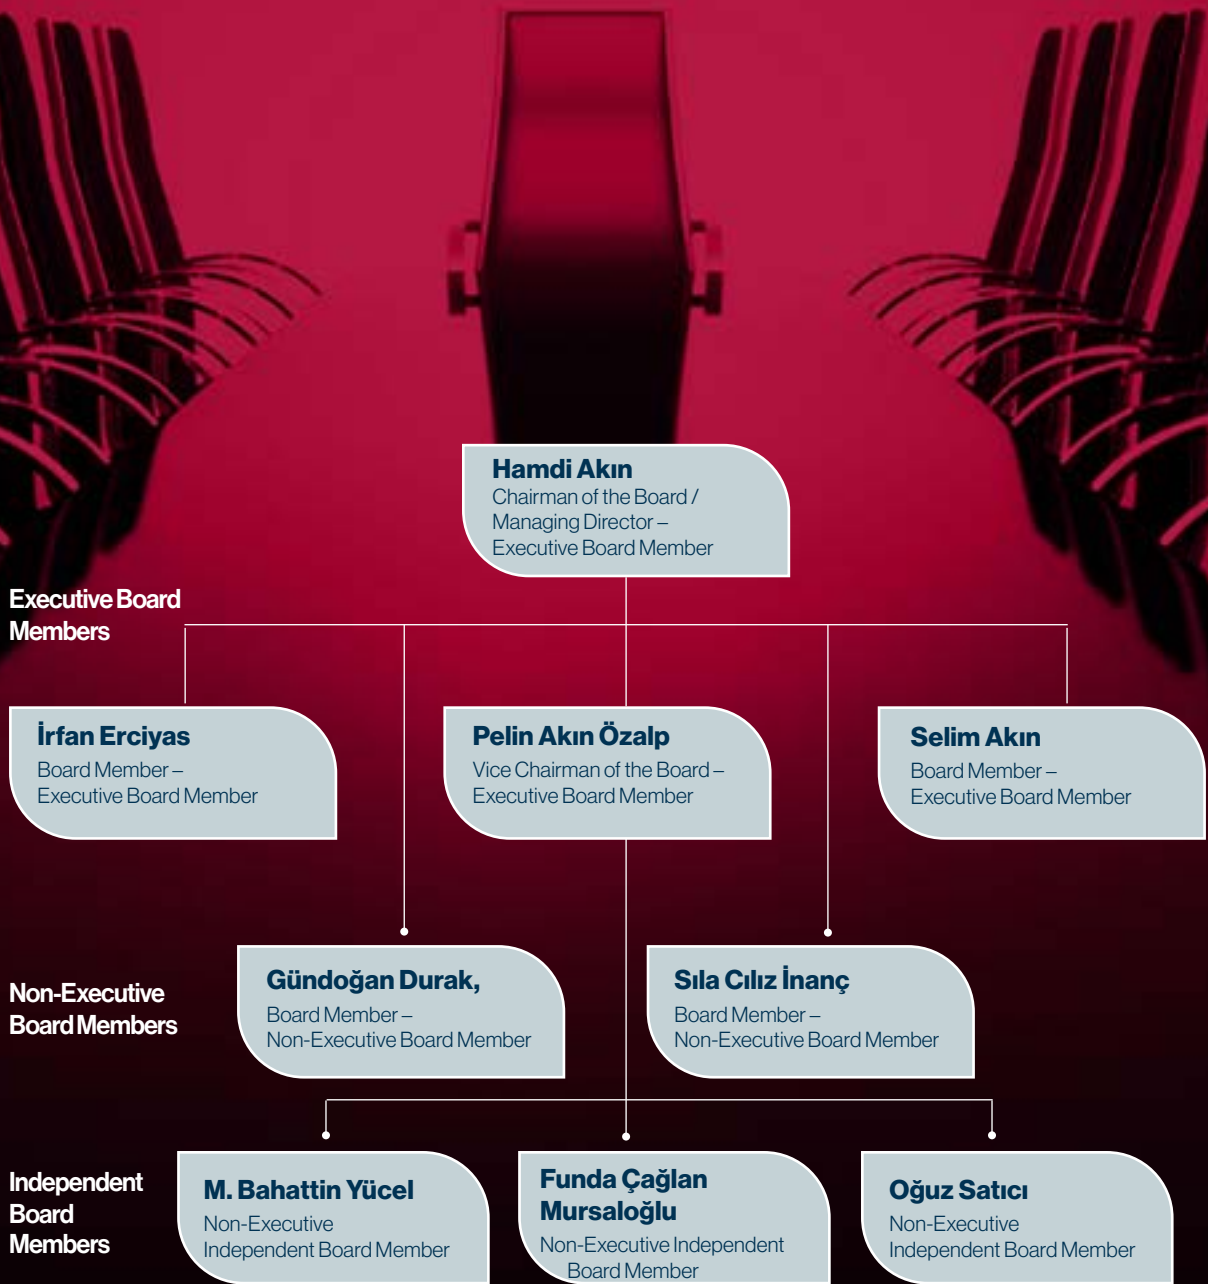 Hamdi Akın
Chairman of the Board /
Managing Director –
Executive Board Member
Executive Board
Members
İrfan Erciyas
Board Member –
Executive Board Member
Pelin Akın Özalp
Vice Chairman of the Board –
Executive Board Member
Selim Akın
Board Member –
Executive Board Member
Non-Executive
Board Members
Gündoğan Durak,
Board Member –
Non-Executive Board Member
Sıla Cılız İnanç
Board Member –
Non-Executive Board Member
Independent
Board
Members
M. Bahattin Yücel
Non-Executive
Independent Board Member
Funda Çağlan
Mursaloğlu
Non-Executive Independent
Board Member
Oğuz Satıcı
Non-Executive
Independent Board Member